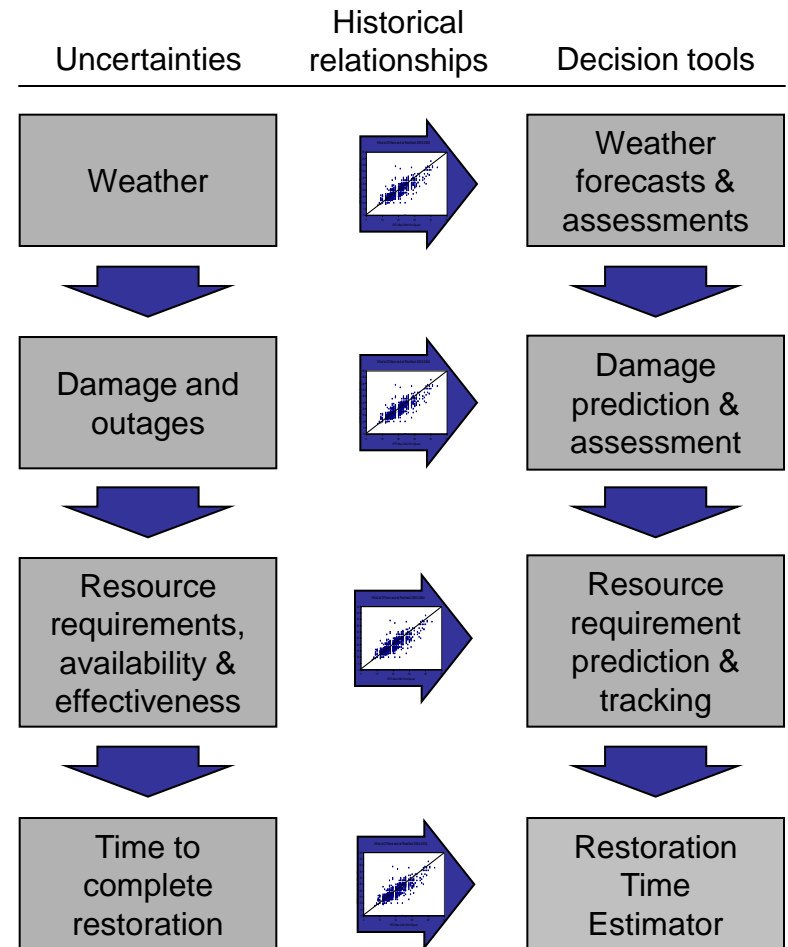 Historical
Uncertainties relationships Decision tools
Weather
Weather
forecasts &
assessments
Damage and
outages
Damage
prediction &
assessment
Resource
requirements,
availability &
effectiveness
Resource
requirement
prediction &
tracking
Time to
complete
restoration
Restoration
Time
Estimator